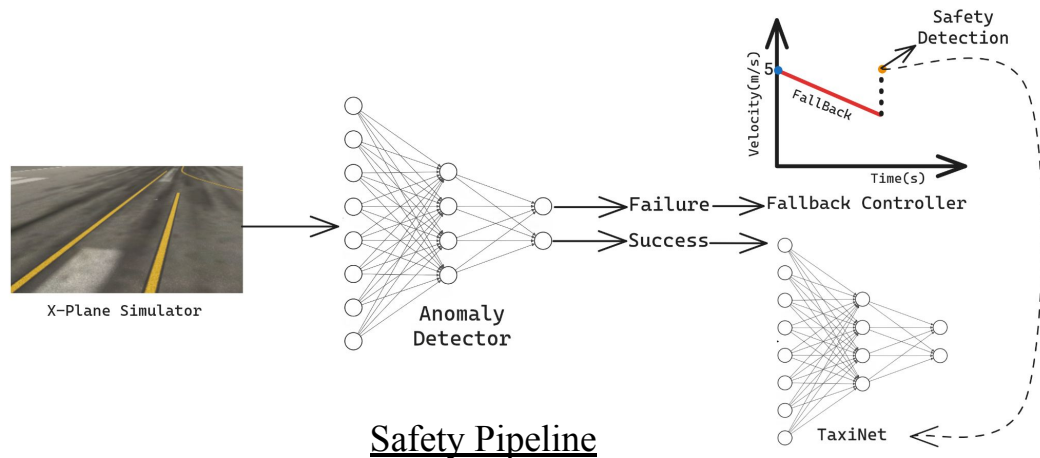 Safety
Detection
Velocity(m/s)
5
FallBack
Time(s)
Failure
Fallback Controller
Success
X-Plane Simulator
Anomaly
Detector
TaxiNet
Safety Pipeline